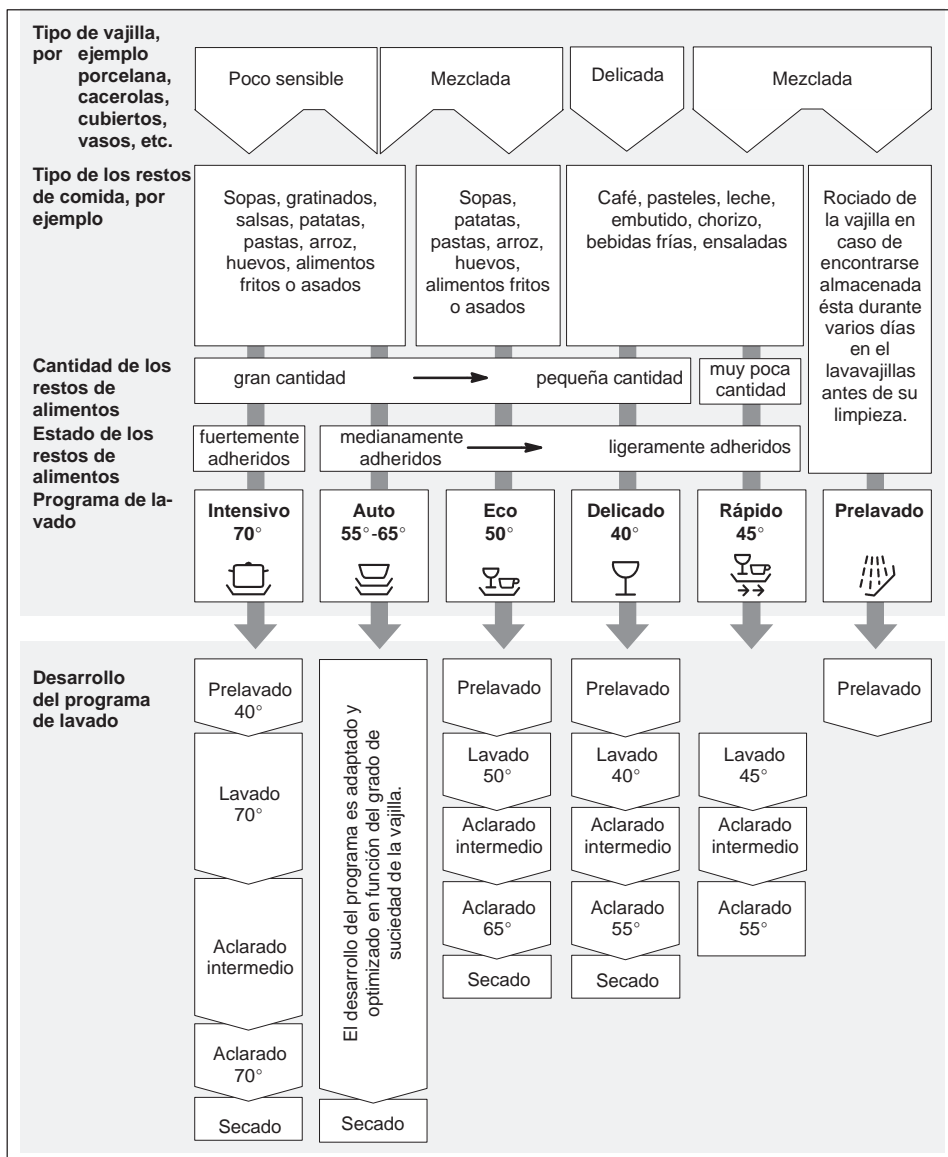 Tipo de vajilla,
por ejemplo
porcelana,
cacerolas,
cubiertos,
vasos, etc.
Poco sensible
Mezclada
Delicada
Mezclada
Tipo de los restos
de comida, por
ejemplo
Sopas, gratinados,
salsas, patatas,
pastas, arroz,
huevos, alimentos
fritos o asados
Sopas,
patatas,
pastas, arroz,
huevos,
alimentos fritos
o asados
Café, pasteles, leche,
embutido, chorizo,
bebidas frías, ensaladas
Rociado de
la vajilla en
caso de
encontrarse
almacenada
ésta durante
varios días
en el
lavavajillas
antes de su
limpieza.
Cantidad de los
restos de
alimentos
gran cantidad
pequeña cantidad
muy poca
cantidad
Estado de los
restos de
alimentos
fuertemente
adheridos
medianamente
adheridos
ligeramente adheridos
Programa de la-
vado
Intensivo
70°
Auto
55°-65°
Eco
50°
Delicado
40°
Rápido
45°
Prelavado
Desarrollo
del programa
de lavado
Prelavado
40°
Lavado
70°
Aclarado
intermedio
Aclarado
70°
Secado
El desarrollo del programa es adaptado y
optimizado en función del grado de
suciedad de la vajilla.
Secado
Prelavado
Lavado
50°
Aclarado
intermedio
Aclarado
65°
Secado
Prelavado
Lavado
40°
Aclarado
intermedio
Aclarado
55°
Secado
Lavado
45°
Aclarado
intermedio
Aclarado
55°
Prelavado